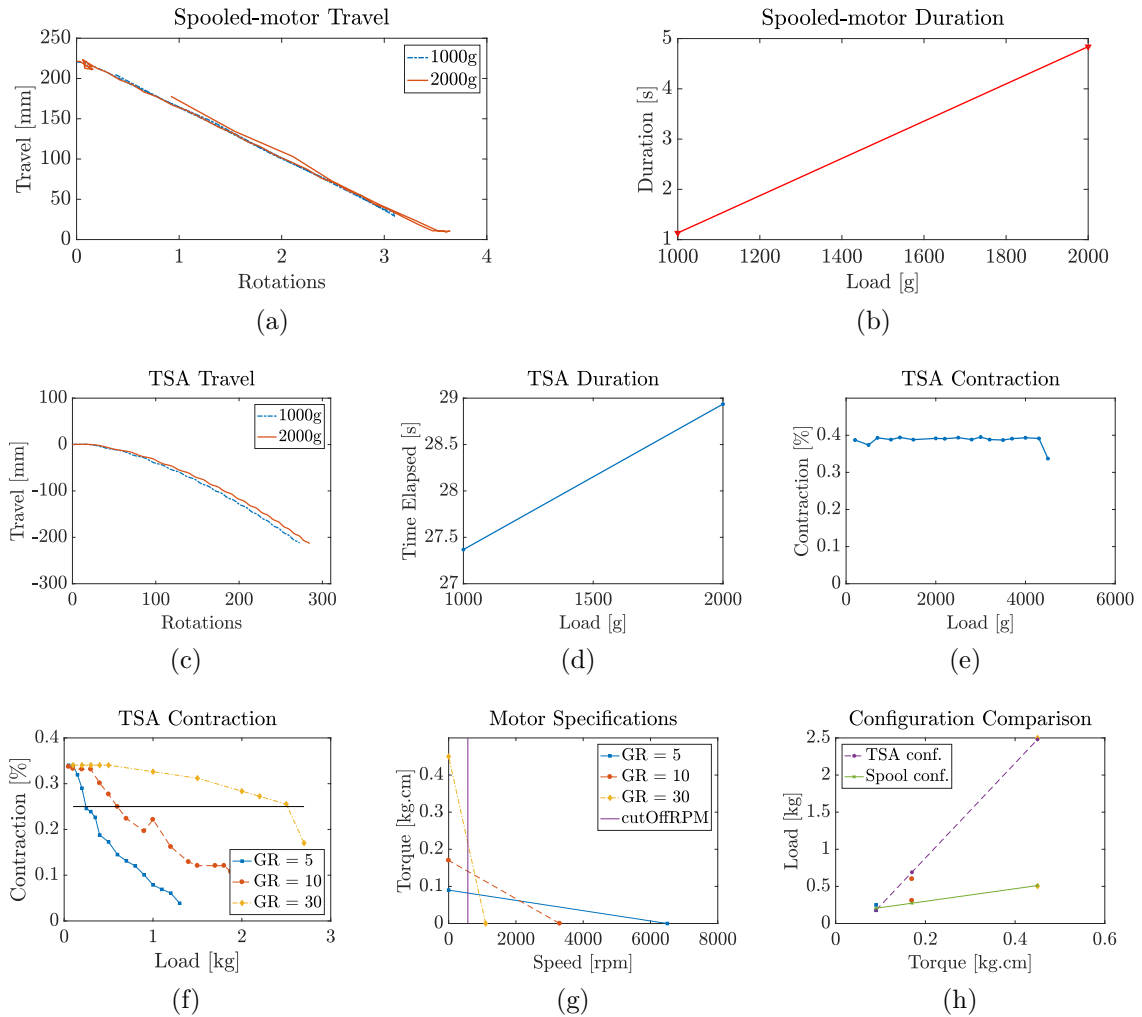 Spooled-motor Travel
250
200
150
100
50
0
Travel [mm]
0 1 2 3 4
Rotations
1000g
2000g
(a)
Spooled-motor Duration
5
4
3
2
1
Duration [s]
1000 1200 1400 1600 1800 2000
Load [g]
(b)
TSA Travel
100
0
-100
-200
-300
Travel [mm]
0 100 200 300
Rotations
1000g
2000g
(c)
TSA Duration
29
28.5
28
27.5
27
Time Elapsed [s]
1000 1500 2000
Load [g]
(d)
TSA Contraction
0.5
0.4
0.3
0.2
0.1
0
Contraction [%]
0 2000 4000 6000
Load [g]
(e)
TSA Contraction
0.4
0.3
0.2
0.1
0
Contraction [%]
0 1 2 3
Load [kg]
GR = 5
GR = 10
GR = 30
(f)
Motor Specifications
0.4
0.2
0
Torque [kg.cm]
0 2000 4000 6000 8000
Speed [rpm]
GR = 5
GR = 10
GR = 30
cutOffRPM
(g)
Configuration Comparison
2.5
2
1.5
1
0.5
0
Load [kg]
0 0.2 0.4 0.6
Torque [kg.cm]
TSA conf.
Spool conf.
(h)